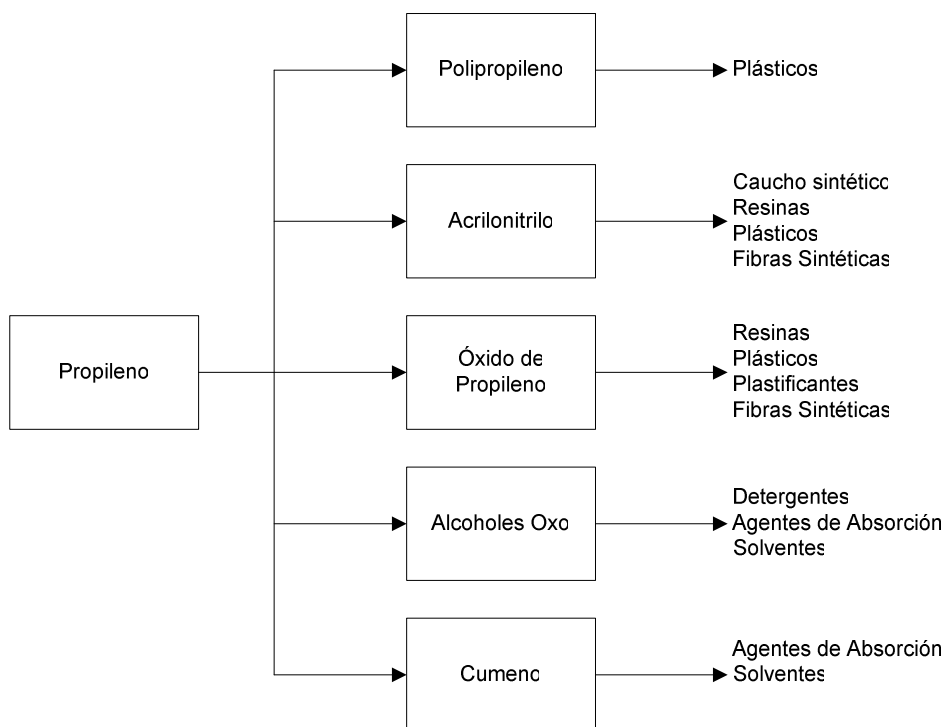 Polipropileno
Plásticos
Caucho sintético
Resinas
Plásticos
Fibras Sintéticas
Acrilonitrilo
Propileno
Óxido de
Propileno
Resinas
Plásticos
Plastificantes
Fibras Sintéticas
Alcoholes Oxo
Detergentes
Agentes de Absorción
Solventes
Cumeno
Agentes de Absorción
Solventes